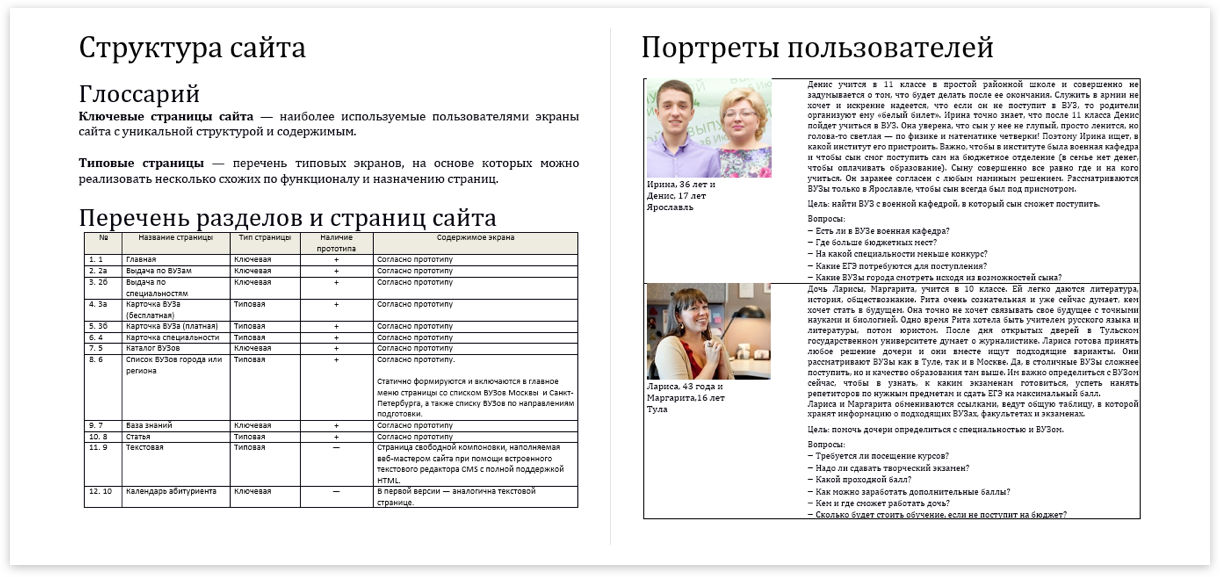 Структура сайта
Глоссарий
Ключевые страницы сайта — наиболее используемые пользователями экраны
сайта с уникальной структурой и содержимым.
Типовые страницы — перечень типовых экранов, на основе которых можно
реализовать несколько схожих по функционалу и назначению страниц.
Перечень разделов и страниц сайта
№ Название страницы Тип страницы Наличие прототипа Содержимое экрана
1. 1 Главная Ключевая + Согласно прототипу
2. 2а Выдача по ВУЗам Ключевая + Согласно прототипу
3. 2б Выдача по Ключевая + Согласно прототипу
специальностям
4. 3а Карточка ВУЗа Типовая + Согласно прототипу
(бесплатная)
5. 3б Карточка ВУЗа (платная) Типовая + Согласно прототипу
6. 4 Карточка специальности Типовая + Согласно прототипу
7. 5 Каталог ВУЗов Ключевая + Согласно прототипу
8. 6 Список ВУЗов города или Типовая + Согласно прототипу.
региона
Статично формируются и включаются в главное
меню страницы со списком ВУЗов Москвы и Санкт-
Петербурга, а также списку ВУЗов по направлениям
подготовки.
9. 7 База знаний Ключевая + Согласно прототипу
10. 8 Статья Типовая + Согласно прототипу
11. 9 Текстовая Типовая — Страница свободной компоновки, наполняемая
веб-мастером сайта при помощи встроенного
текстового редактора CMS с полной поддержкой
HTML.
12. 10 Календарь абитуриента Ключевая — В первой версии — аналогична текстовой
странице.
Портреты пользователей
Ирина, 36 лет и
Денис, 17 лет
Ярославль
Денис учится в 11 классе в простой районной школе и совершенно не
задумывается о том, что будет делать после ее окончания. Служить в армии не
хочет и искренне надеется, что если он не поступит в ВУЗ, то родители
организуют ему «белый билет». Ирина точно знает, что после 11 класса Денис
пойдет учиться в ВУЗ. Она уверена, что сын у нее не глупый, просто ленится, но
голова-то светлая — по физике и математике четверки! Поэтому Ирина ищет, в
какой институт его пристроить. Важно, чтобы в институте была военная кафедра
и чтобы сын смог поступить сам на бюджетное отделение (в семье нет денег,
чтобы оплачивать образование). Сыну совершенно все равно где и на кого
учиться. Он заранее согласен с любым маминым решением. Рассматриваются
ВУЗы только в Ярославле, чтобы сын всегда был под присмотром.
Цель: найти ВУЗ с военной кафедрой, в который сын сможет поступить.
Вопросы:
– Есть ли в ВУЗе военная кафедра?
– Где больше бюджетных мест?
– На какой специальности меньше конкурс?
– Какие ЕГЭ потребуются для поступления?
– Какие ВУЗы города смотреть исходя из возможностей сына?
Лариса, 43 года и
Маргарита,16 лет
Тула
Дочь Ларисы, Маргарита, учится в 10 классе. Ей легко даются литература,
история, обществознание. Рита очень сознательная и уже сейчас думает, кем
хочет стать в будущем. Она точно не хочет связывать свое будущее с точными
науками и биологией. Одно время Рита хотела быть учителем русского языка и
литературы, потом юристом. После дня открытых дверей в Тульском
государственном университете думает о журналистике. Лариса готова принять
любое решение дочери и они вместе ищут подходящие варианты. Они
рассматривают ВУЗы как в Туле, так и в Москве. Да, в столичные ВУЗы сложнее
поступить, но и качество образования там выше. Им важно определиться с ВУЗом
сейчас, чтобы в узнать, к каким экзаменам готовиться, успеть нанять
репетиторов по нужным предметам и сдать ЕГЭ на максимальный балл.
Лариса и Маргарита обмениваются ссылками, ведут общую таблицу, в которой
хранят информацию о подходящих ВУЗах, факультетах и экзаменах.
Цель: помочь дочери определиться с специальностью и ВУЗом.
Вопросы:
– Требуется ли посещение курсов?
– Надо ли сдавать творческий экзамен?
– Какой проходной балл?
– Как можно заработать дополнительные баллы?
– Кем и где сможет работать дочь?
– Сколько будет стоить обучение, если не поступит на бюджет?